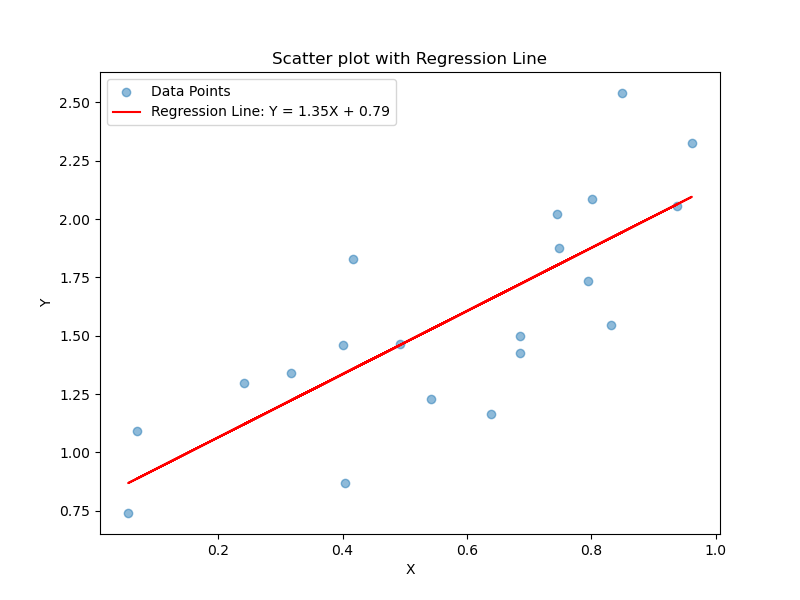 Scatter plot with Regression Line
Data Points
Regression Line: Y = 1.35X + 0.79
2.50
2.25
2.00
1.75
1.50
1.25
1.00
0.75
Y
0.2 0.4 0.6 0.8 1.0
X